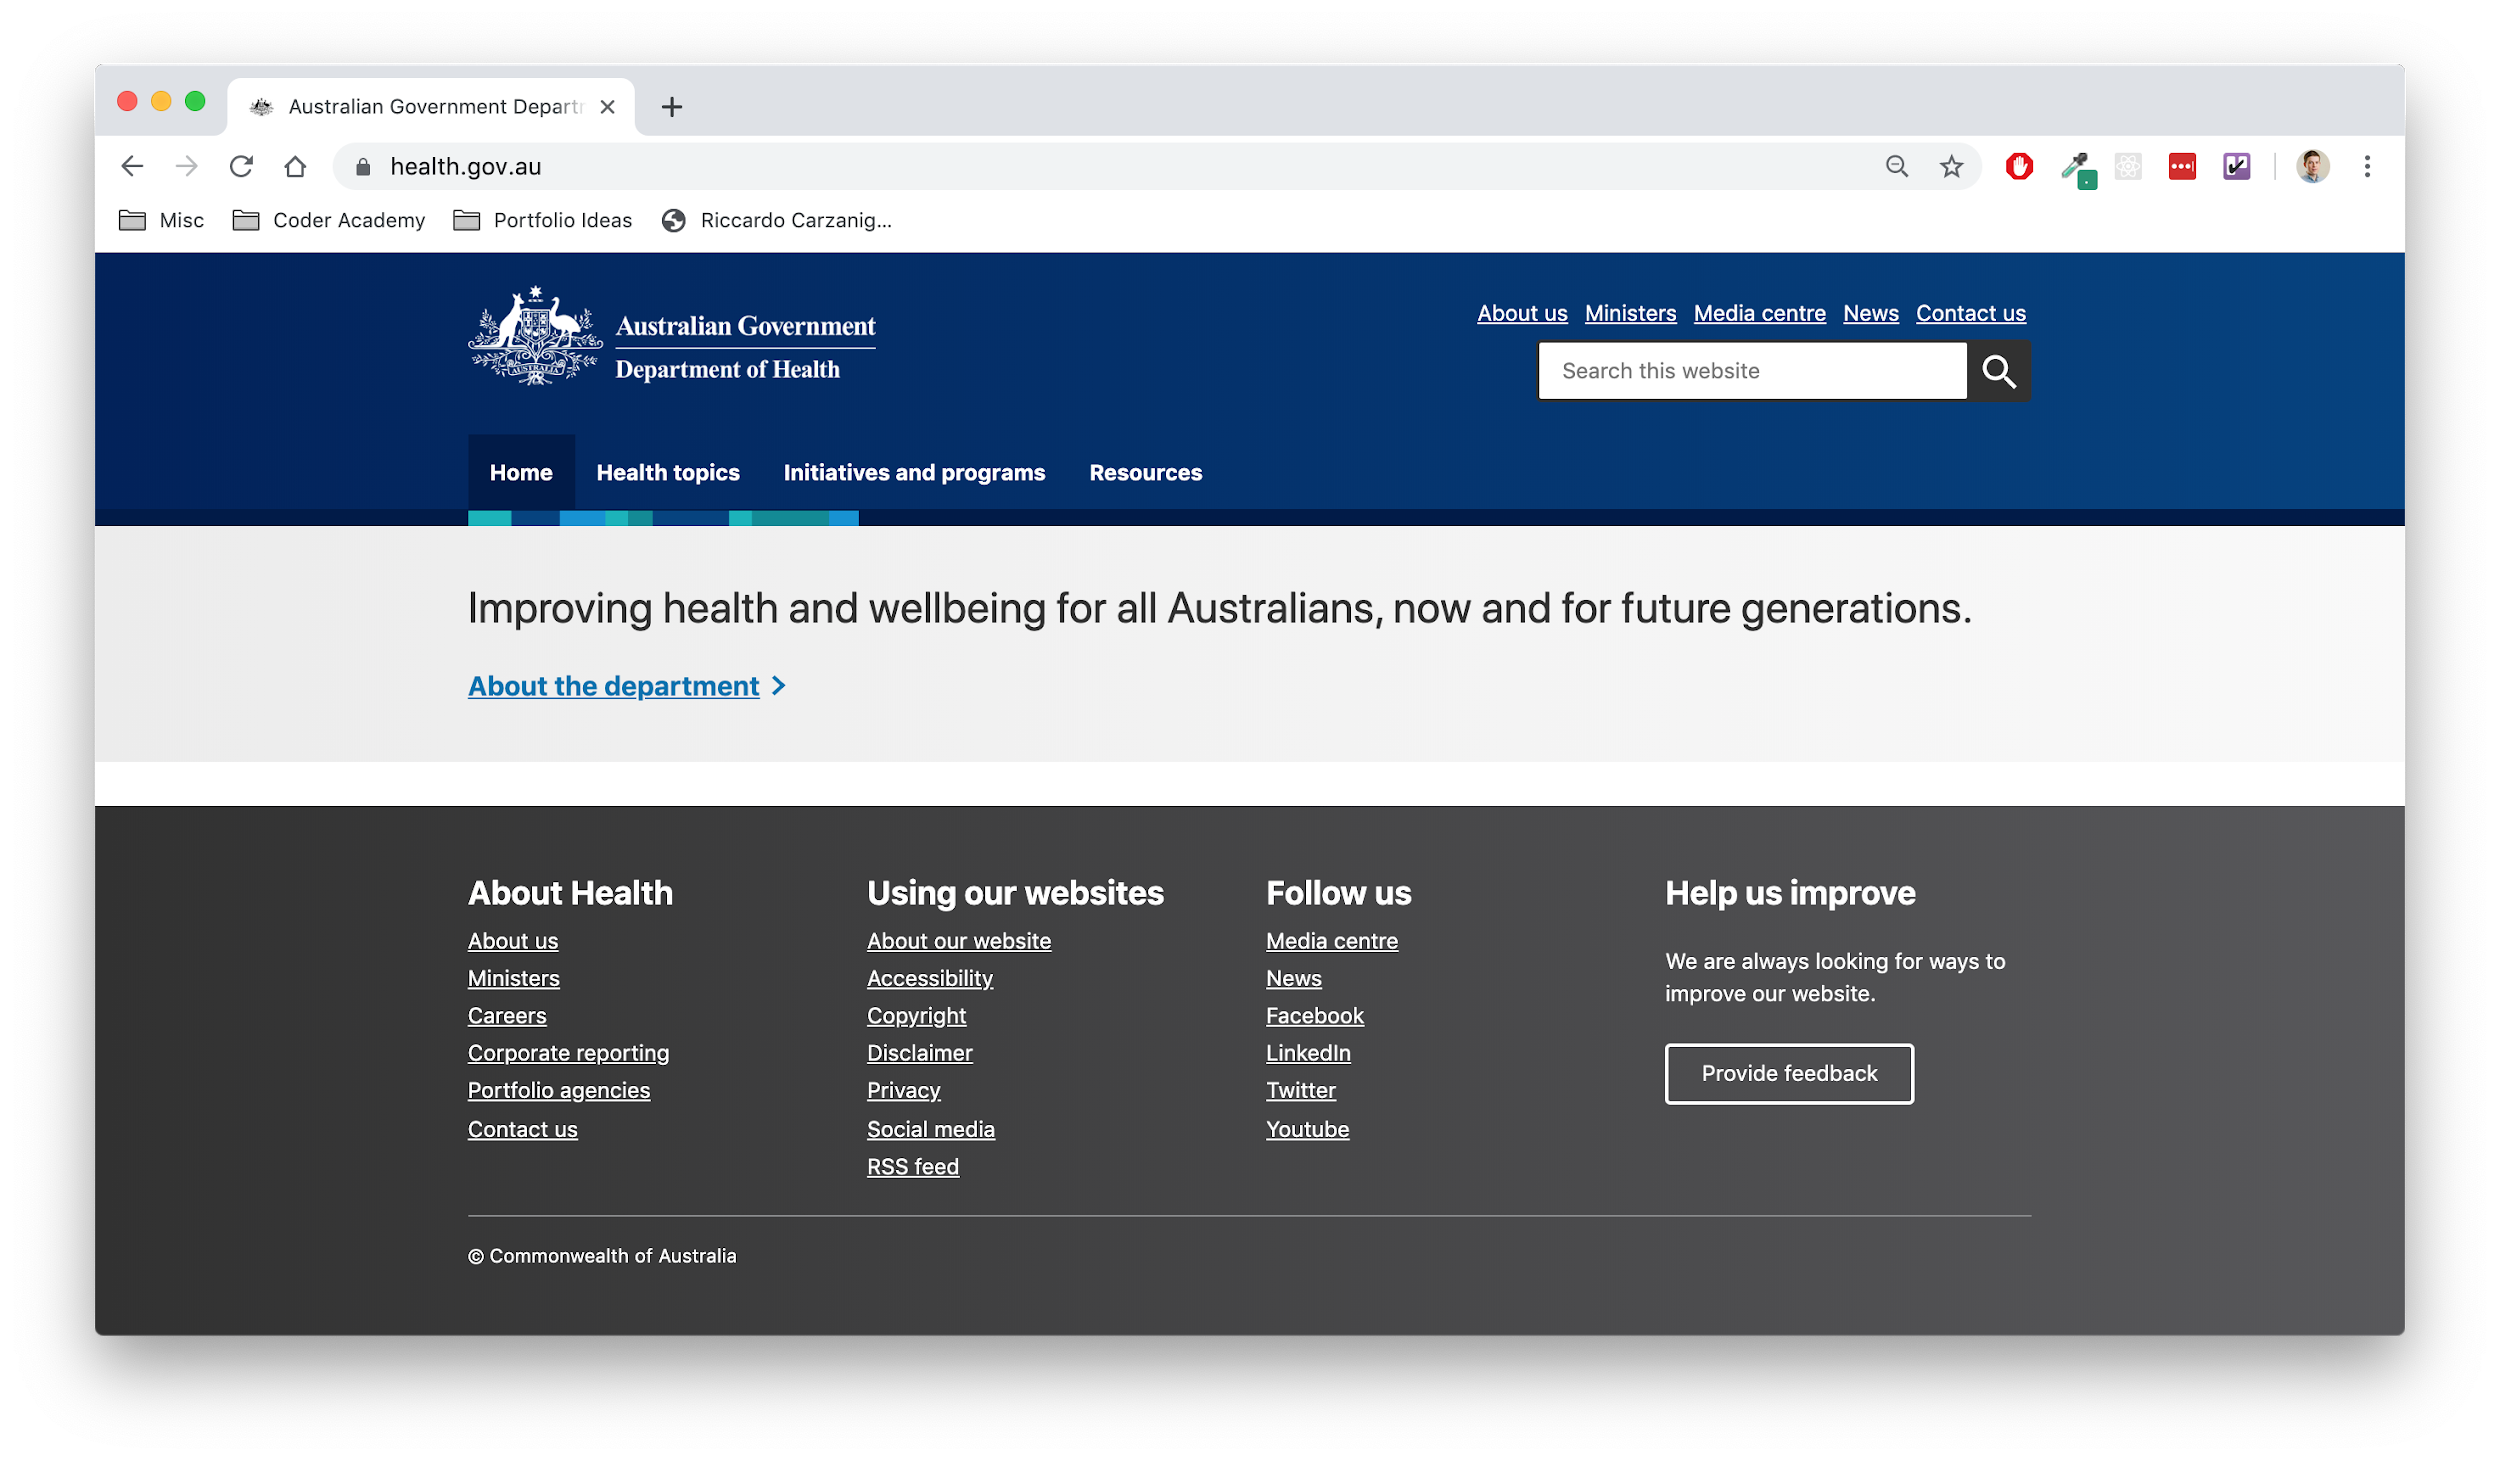 Australian Government Depart
health.gov.au
Misc Coder Academy Portfolio Ideas Riccardo Carzanig...
Australian Government
Department of Health
AUSTRALIA
About us Ministers Media centre News Contact us
Search this website
Home Health topics Initiatives and programs Resources
Improving health and wellbeing for all Australians, now and for future generations.
About the department
About Health
About us
Ministers
Careers
Corporate reporting
Portfolio agencies
Contact us
Using our websites
About our website
Accessibility
Copyright
Disclaimer
Privacy
Social media
RSS feed
Follow us
Media centre
News
Facebook
LinkedIn
Twitter
Youtube
Help us improve
We are always looking for ways to
improve our website.
Provide feedback
© Commonwealth of Australia